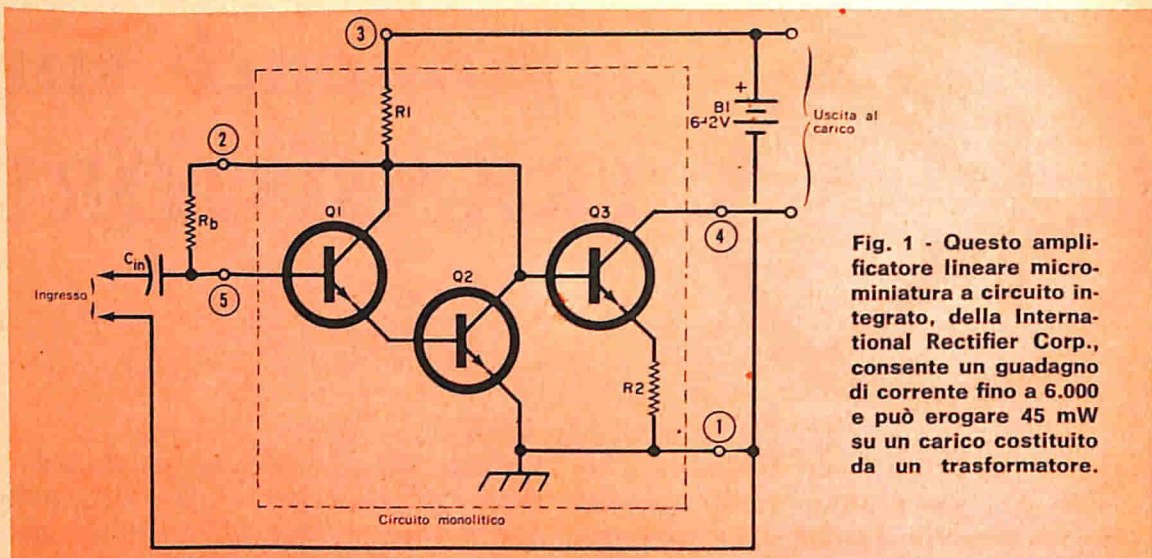 3
R1
+
B1
6-12V
Uscita al
carico
2
Rb
Q1
Q3
4
Cin
Q2
Ingresso
5
R2
1
Circuito monolitico
Fig. 1 - Questo ampli-
ficatore lineare micro-
miniatura a circuito in-
tegrato, della Interna-
tional Rectifier Corp.,
consente un guadagno
di corrente fino a 6.000
e può erogare 45 mW
su un carico costituito
da un trasformatore.